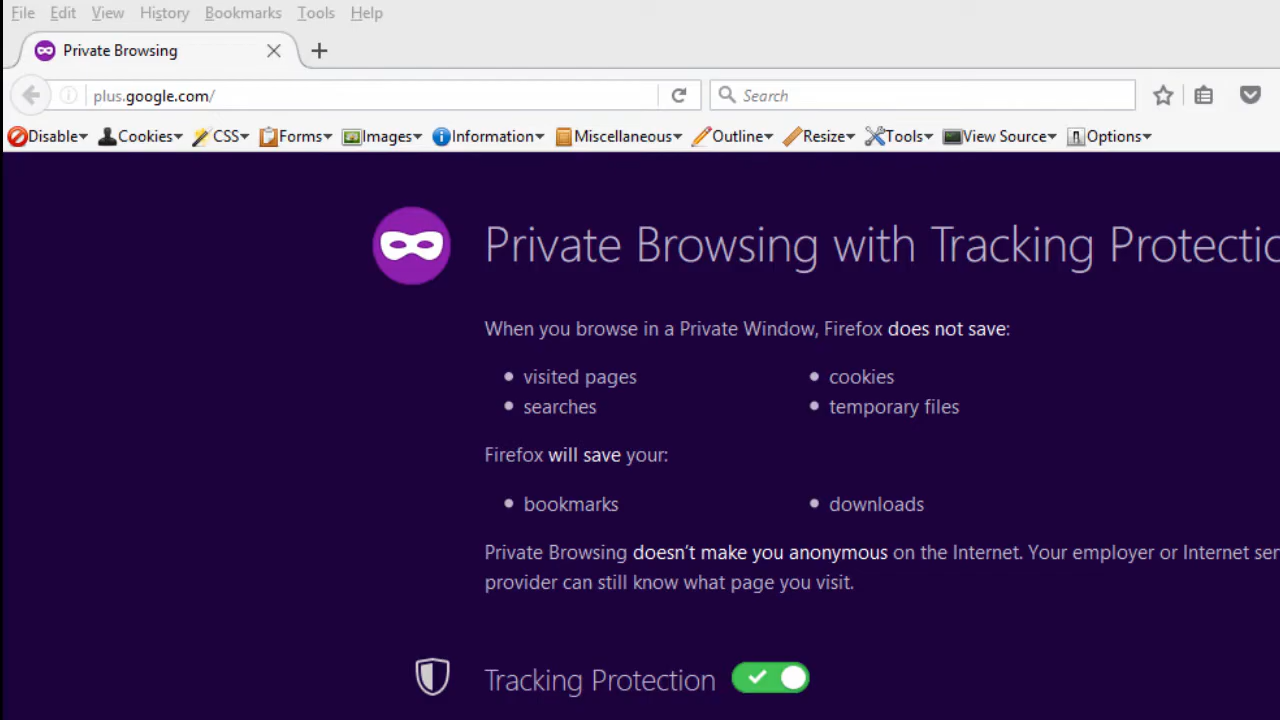 File Edit View History Bookmarks Tools Help
Private Browsing
plus.google.com/
Search
Disable Cookies CSS Forms Images Information Miscellaneous Outline Resize Tools View Source Options
Private Browsing with Tracking Protectio
When you browse in a Private Window, Firefox does not save:
• visited pages • cookies
• searches • temporary files
Firefox will save your:
• bookmarks • downloads
Private Browsing doesn't make you anonymous on the Internet. Your employer or Internet ser
provider can still know what page you visit.
Tracking Protection